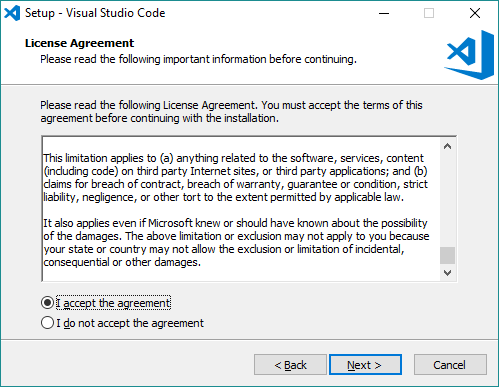 Setup - Visual Studio Code
License Agreement
Please read the following important information before continuing.
Please read the following License Agreement. You must accept the terms of this
agreement before continuing with the installation.
This limitation applies to (a) anything related to the software, services, content
(including code) on third party Internet sites, or third party applications; and (b)
claims for breach of contract, breach of warranty, guarantee or condition, strict
liability, negligence, or other tort to the extent permitted by applicable law.
It also applies even if Microsoft knew or should have known about the possibility
of the damages. The above limitation or exclusion may not apply to you because
your state or country may not allow the exclusion or limitation of incidental,
consequential or other damages.
I accept the agreement
I do not accept the agreement
< Back
Next >
Cancel